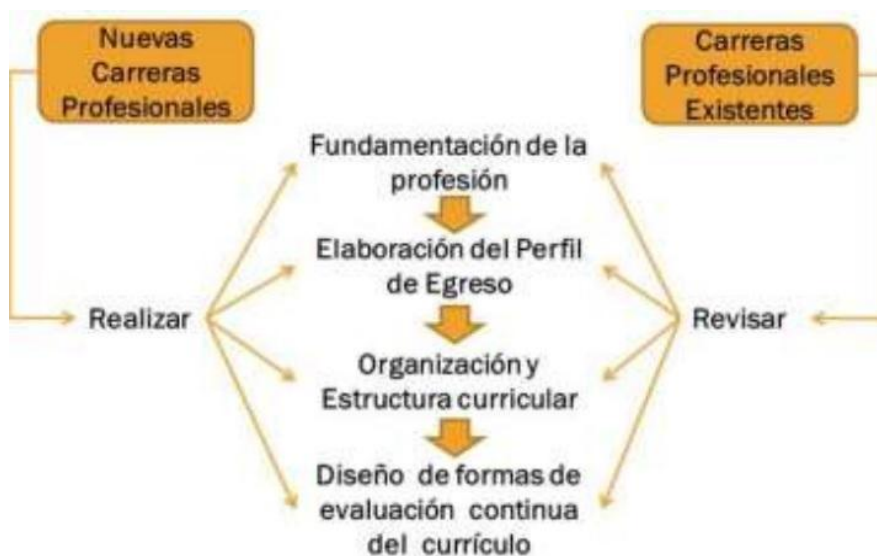 Nuevas
Carreras
Profesionales
Carreras
Profesionales
Existentes
Fundamentación de la
profesión
Elaboración del Perfil
de Egreso
Realizar
Revisar
Organización y
Estructura curricular
Diseño de formas de
evaluación continua
del currículo